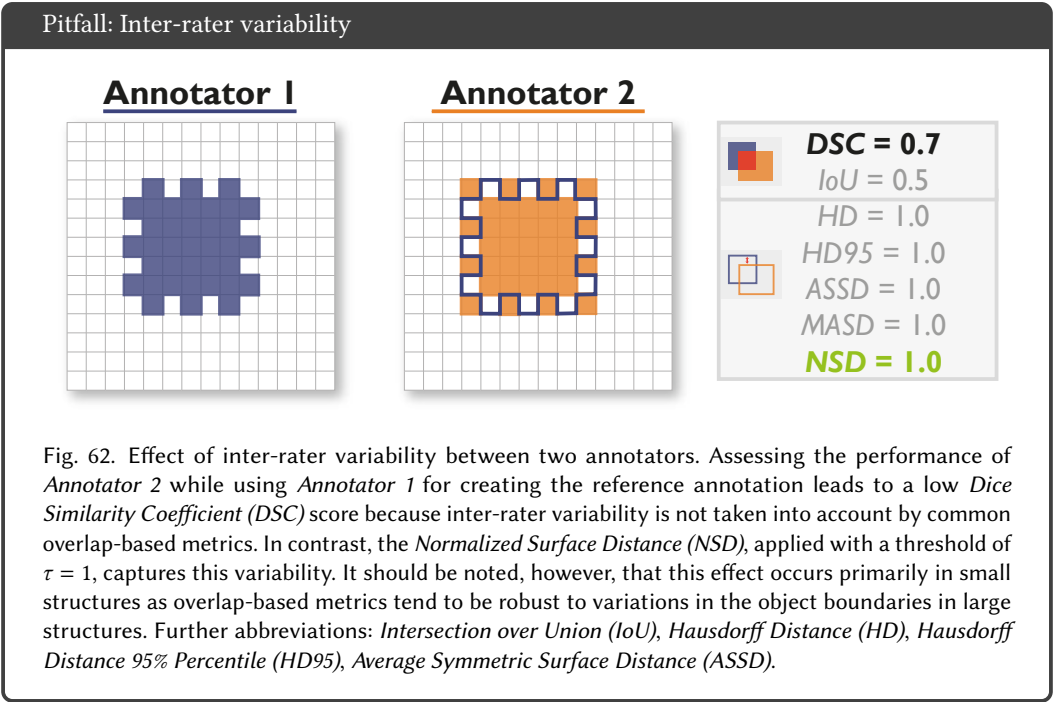 Pitfall: Inter-rater variability
Annotator 1
Annotator 2
DSC = 0.7
IoU = 0.5
HD = 1.0
HD95 = 1.0
ASSD = 1.0
MASD = 1.0
NSD = 1.0
Fig. 62. Effect of inter-rater variability between two annotators. Assessing the performance of
Annotator 2 while using Annotator 1 for creating the reference annotation leads to a low Dice
Similarity Coefficient (DSC) score because inter-rater variability is not taken into account by common
overlap-based metrics. In contrast, the Normalized Surface Distance (NSD), applied with a threshold of
τ = 1, captures this variability. It should be noted, however, that this effect occurs primarily in small
structures as overlap-based metrics tend to be robust to variations in the object boundaries in large
structures. Further abbreviations: Intersection over Union (IoU), Hausdorff Distance (HD), Hausdorff
Distance 95% Percentile (HD95), Average Symmetric Surface Distance (ASSD).